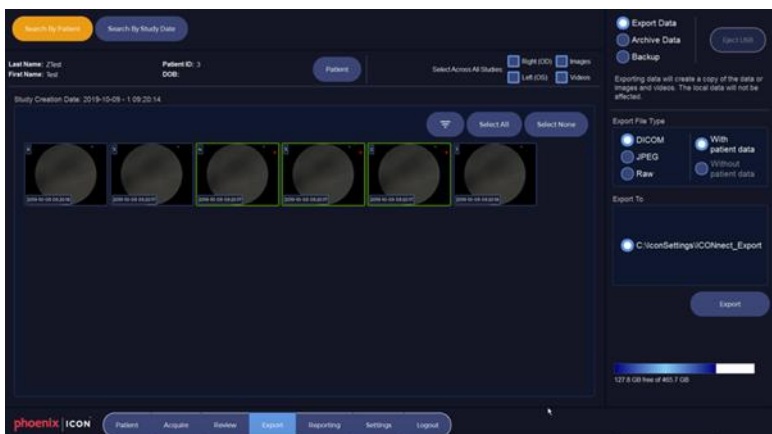 Search By Patient
Search By Study Date
Last Name: ZTest
First Name: Test
Patient ID: 3
DOB:
Patient
Select Across All Studies
Right (OD)
Images
Left (OS)
Videos
Study Creation Date: 2019-10-09 - 1 09:20:14
Select All
Select None
Export Data
Archive Data
Backup
Eject USB
Exporting data will create a copy of the data or
images and videos. The local data will not be
affected.
Export File Type
DICOM
JPEG
Raw
With
patient data
Without
patient data
Export To
C:\IconSettings\ICONnect_Export
Export
127.8 GB free of 465.7 GB
phoenix | ICON
Patient
Acquire
Review
Export
Reporting
Settings
Logout